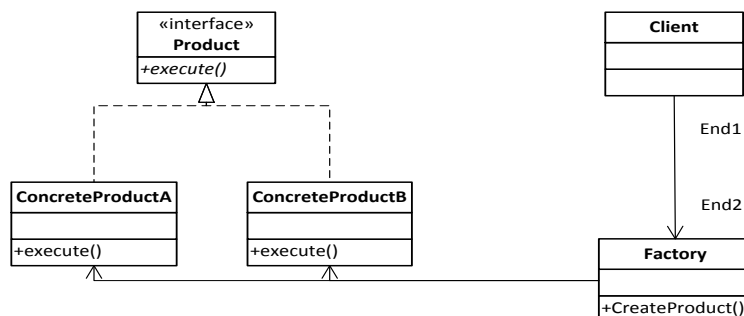 «interface»
Product
+execute()
Client
End1
End2
ConcreteProductA
+execute()
ConcreteProductB
+execute()
Factory
+CreateProduct()